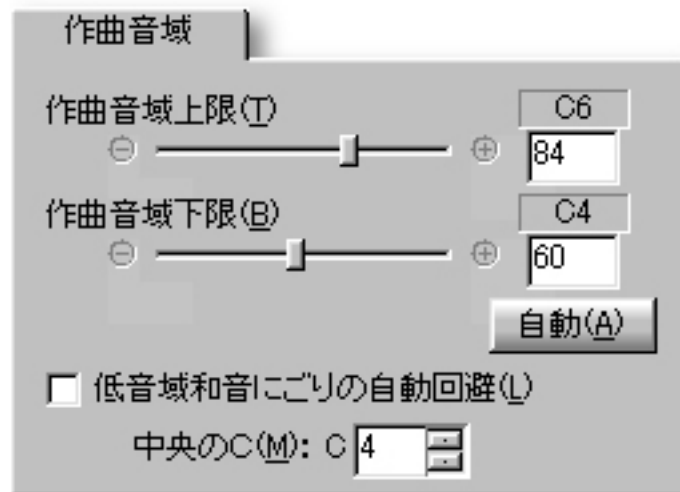 作曲音域
作曲音域上限(T)
C6
84
作曲音域下限(B)
C4
60
自動(A)
低音域和音にごりの自動回避(L)
中央のC(M): C 4